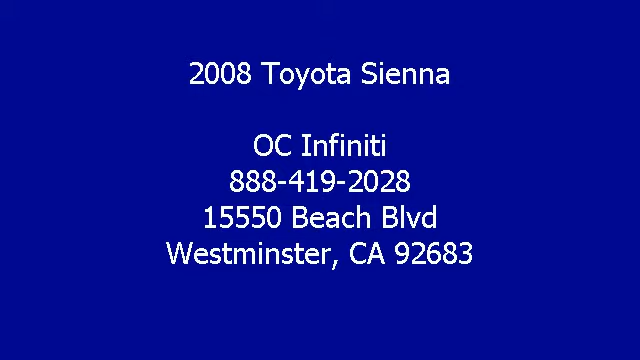 2008 Toyota Sienna
OC Infiniti
888-419-2028
15550 Beach Blvd
Westminster, CA 92683